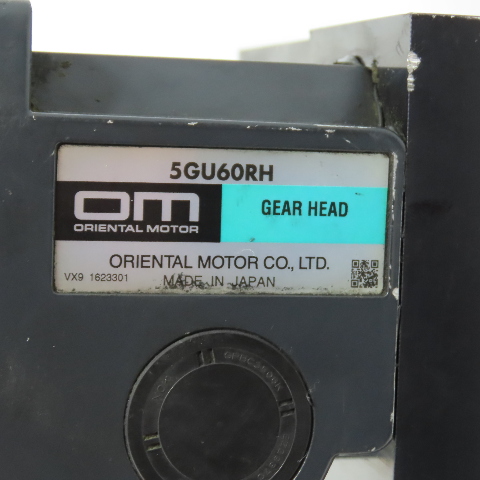 5GU60RH
om
GEAR HEAD
ORIENTAL MOTOR
ORIENTAL MOTOR CO., LTD.
VX9 1623301
MADE IN JAPAN